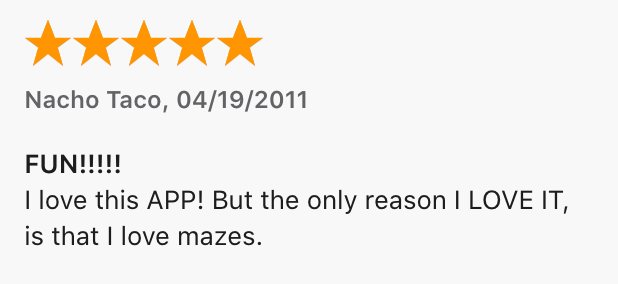 Nacho Taco, 04/19/2011
FUN!!!!!
I love this APP! But the only reason I LOVE IT,
is that I love mazes.